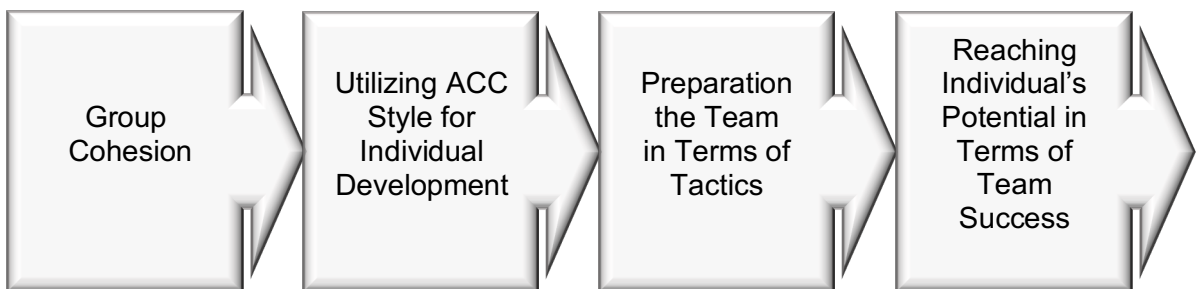 Group
Cohesion
Utilizing ACC
Style for
Individual
Development
Preparation
the Team
in Terms of
Tactics
Reaching
Individual’s
Potential in
Terms of
Team
Success